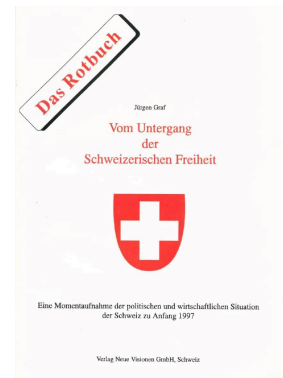 Das Rotbuch
Jürgen Graf
Vom Untergang
der
Schweizerischen Freiheit
Eine Momentaufnahme der politischen und wirtschaftlichen Situation
der Schweiz zu Anfang 1997
Verlag Neue Visionen GmbH, Schweiz